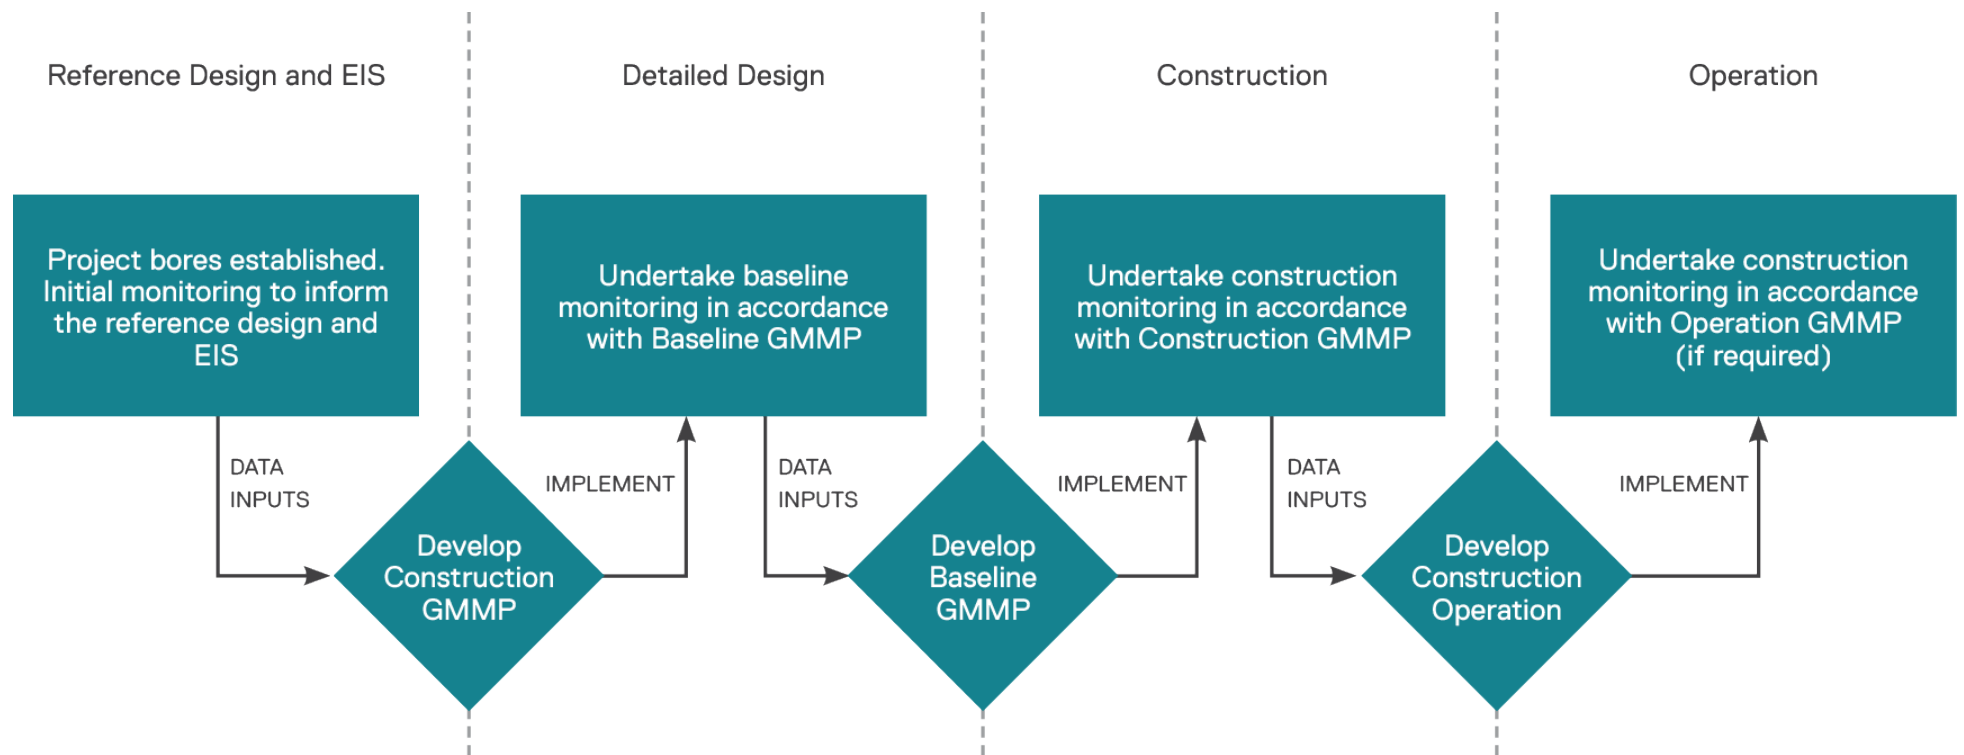 Reference Design and EIS
Detailed Design
Construction
Operation
Project bores established.
Initial monitoring to inform
the reference design and
EIS
Undertake baseline
monitoring in accordance
with Baseline GMMP
Undertake construction
monitoring in accordance
with Construction GMMP
Undertake construction
monitoring in accordance
with Operation GMMP
(if required)
DATA
INPUTS
IMPLEMENT
DATA
INPUTS
IMPLEMENT
DATA
INPUTS
IMPLEMENT
Develop
Construction
GMMP
Develop
Baseline
GMMP
Develop
Construction
Operation